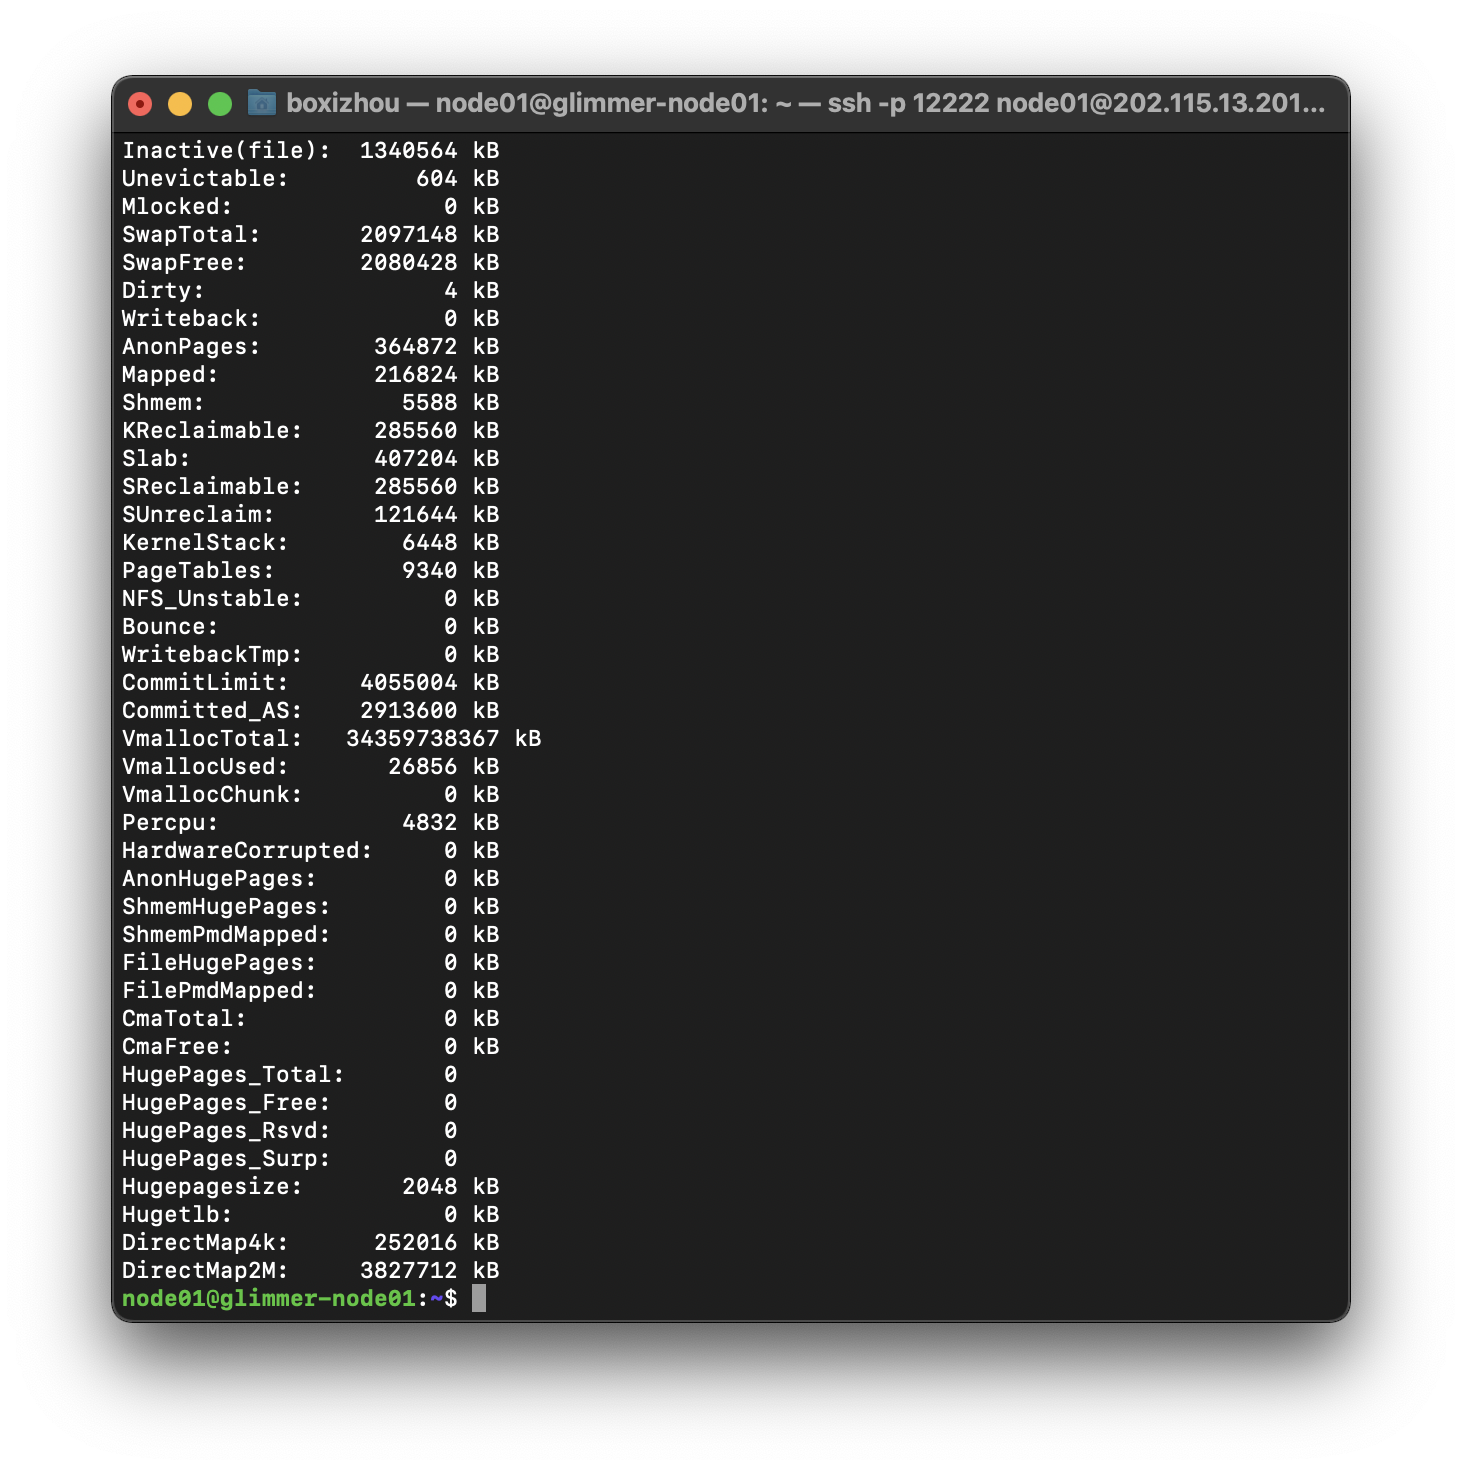 boxizhou — node01@glimmer-node01: ~ — ssh -p 12222 node01@202.115.13.201...
Inactive(file):  1340564 kB
Unevictable:         604 kB
Mlocked:               0 kB
SwapTotal:       2097148 kB
SwapFree:        2080428 kB
Dirty:                 4 kB
Writeback:             0 kB
AnonPages:        364872 kB
Mapped:           216824 kB
Shmem:              5588 kB
KReclaimable:     285560 kB
Slab:             407204 kB
SReclaimable:     285560 kB
SUnreclaim:       121644 kB
KernelStack:        6448 kB
PageTables:         9340 kB
NFS_Unstable:          0 kB
Bounce:                0 kB
WritebackTmp:          0 kB
CommitLimit:     4055004 kB
Committed_AS:    2913600 kB
VmallocTotal:   34359738367 kB
VmallocUsed:       26856 kB
VmallocChunk:          0 kB
Percpu:             4832 kB
HardwareCorrupted:     0 kB
AnonHugePages:         0 kB
ShmemHugePages:        0 kB
ShmemPmdMapped:        0 kB
FileHugePages:         0 kB
FilePmdMapped:         0 kB
CmaTotal:              0 kB
CmaFree:               0 kB
HugePages_Total:       0
HugePages_Free:        0
HugePages_Rsvd:        0
HugePages_Surp:        0
Hugepagesize:       2048 kB
Hugetlb:               0 kB
DirectMap4k:      252016 kB
DirectMap2M:     3827712 kB
node01@glimmer-node01:~$